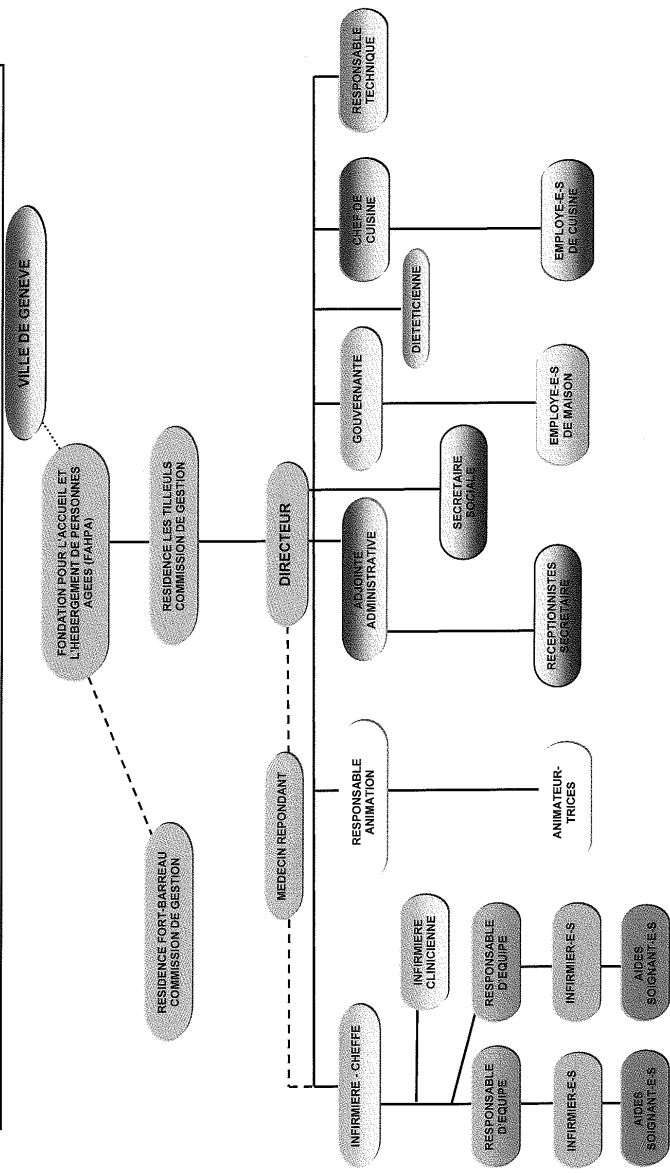 VILLE DE GENEVE
FONDATION POUR L'ACCUEIL ET
L'HEBERGEMENT DE PERSONNES
AGEES (FAHPA)
RESIDENCE FORT-BARREAU
COMMISSION DE GESTION
RESIDENCE LES TILLEULS
COMMISSION DE GESTION
MEDECIN REPONDANT
DIRECTEUR
INFIRMIERE - CHEFFE
RESPONSABLE
ANIMATION
ADJOINTE
ADMINISTRATIVE
GOUVERNANTE
CHEF DE
CUISINE
RESPONSABLE
TECHNIQUE
INFIRMIERE
CLINICIENNE
SECRETAIRE
SOCIALE
DIETETICIENNE
RESPONSABLE
D'EQUIPE
RESPONSABLE
D'EQUIPE
INFIRMIER-E-S
INFIRMIER-E-S
ANIMATEUR-
TRICES
RECEPTIONNISTES
SECRETAIRE
EMPLOYE-E-S
DE MAISON
EMPLOYE-E-S
DE CUISINE
AIDES
SOIGNANT-E-S
AIDES
SOIGNANT-E-S